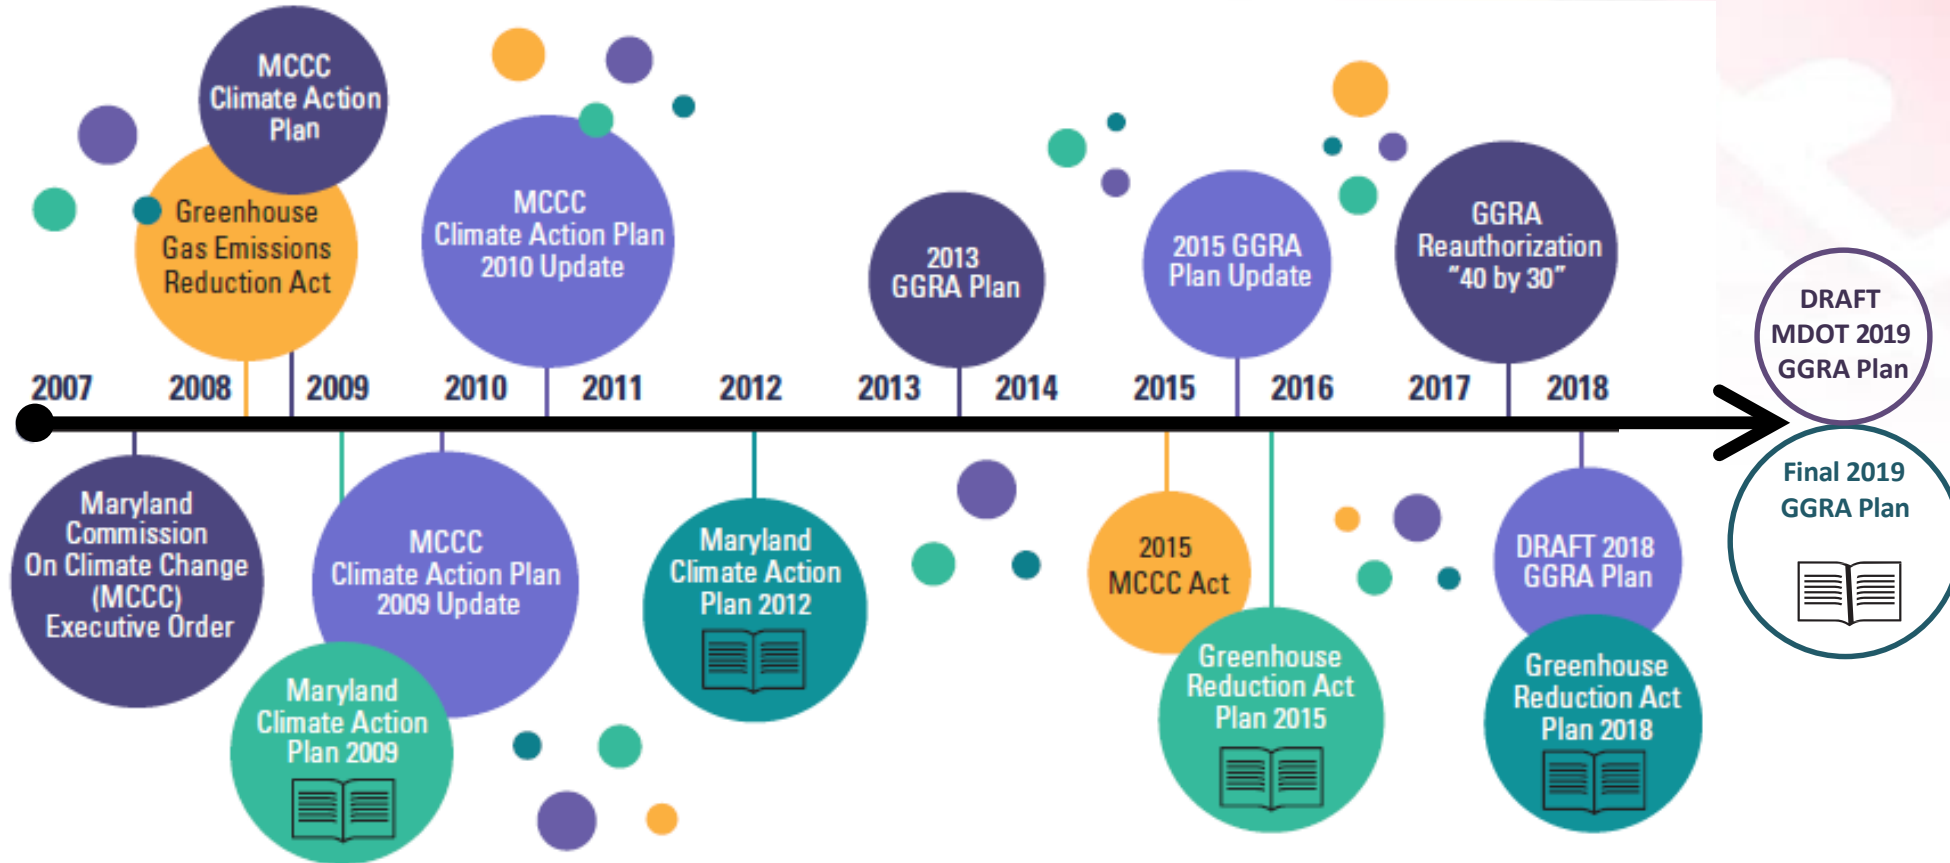 MCCC
Climate Action
Plan
Greenhouse
Gas Emissions
Reduction Act
MCCC
Climate Action Plan
2010 Update
2013
GGRA Plan
2015 GGRA
Plan Update
GGRA
Reauthorization
"40 by 30"
DRAFT
MDOT 2019
GGRA Plan
2007
2008
2009
2010
2011
2012
2013
2014
2015
2016
2017
2018
Maryland
Commission
On Climate Change
(MCCC)
Executive Order
MCCC
Climate Action Plan
2009 Update
Maryland
Climate Action
Plan 2009
Maryland
Climate Action
Plan 2012
2015
MCCC Act
Greenhouse
Reduction Act
Plan 2015
DRAFT 2018
GGRA Plan
Greenhouse
Reduction Act
Plan 2018
Final 2019
GGRA Plan